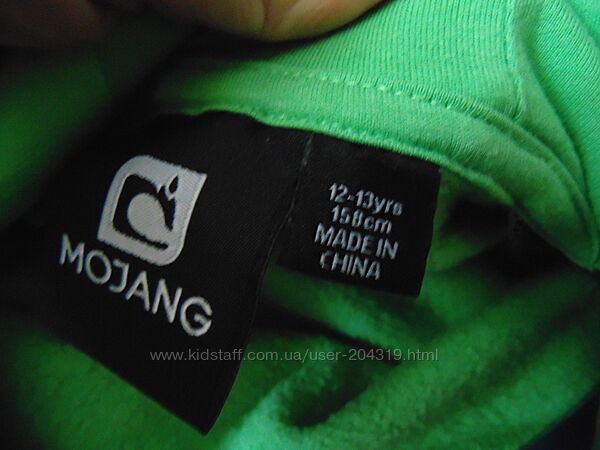 MOJANG
12-13yrs
158cm
MADE IN
CHINA
www.kidstaff.com.ua/user-204319.html